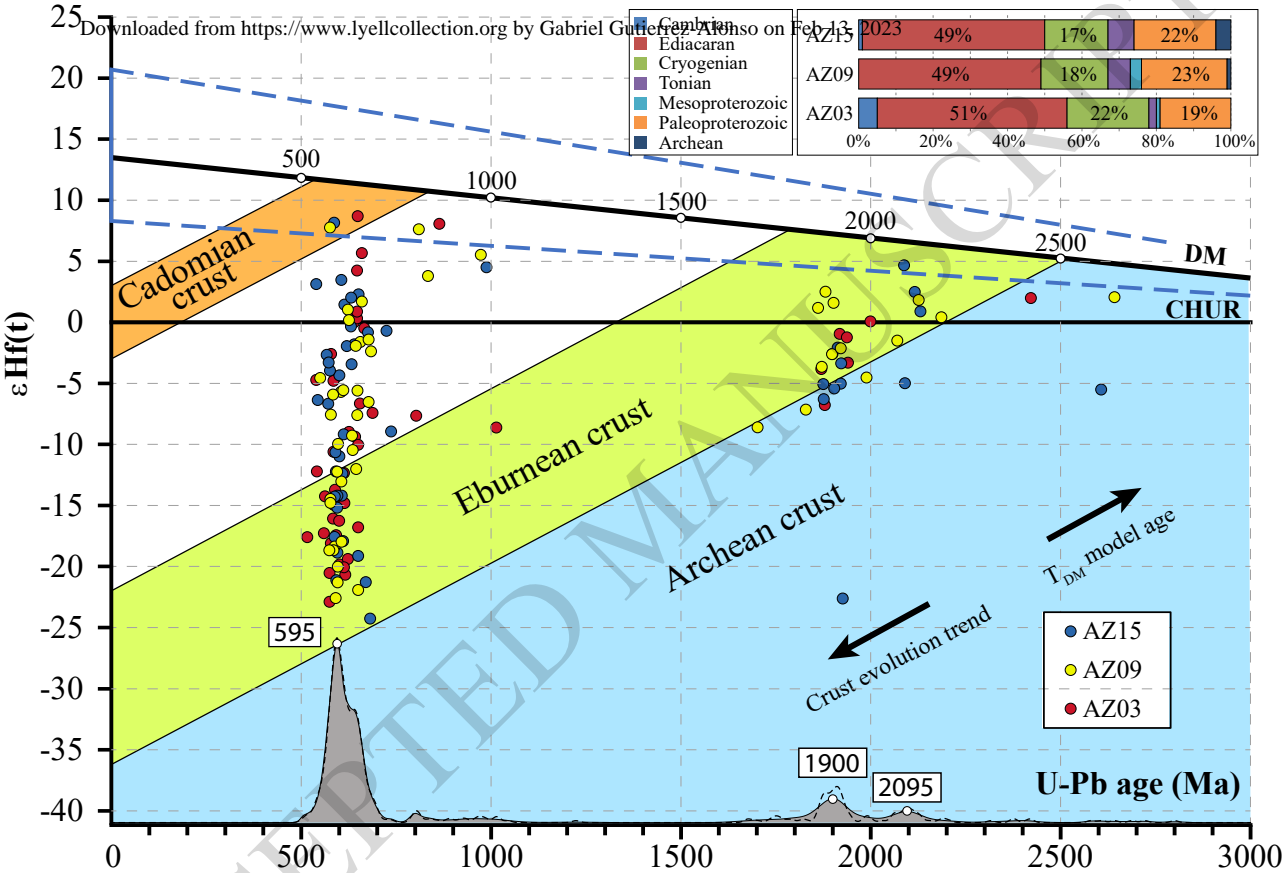 Downloaded from https://www.lyellcollection.org by Gabriel Gutierrez-Alonso on Feb 13, 2023
Cambrian
Ediacaran
Cryogenian
Tonian
Mesoproterozoic
Paleoproterozoic
Archean
AZ15 49% 17% 22%
AZ09 49% 18% 23%
AZ03 51% 22% 19%
0% 20% 40% 60% 80% 100%
25
20
15
10
5
0
-5
-10
-15
-20
-25
-30
-35
-40
εHf(t)
500
1000
1500
2000
2500
DM
CHUR
Cadomian
crust
Eburnean crust
Archean crust
TDM model age
Crust evolution trend
AZ15
AZ09
AZ03
595
1900
2095
U-Pb age (Ma)
0 500 1000 1500 2000 2500 3000
EPTED MANUSCRIPT